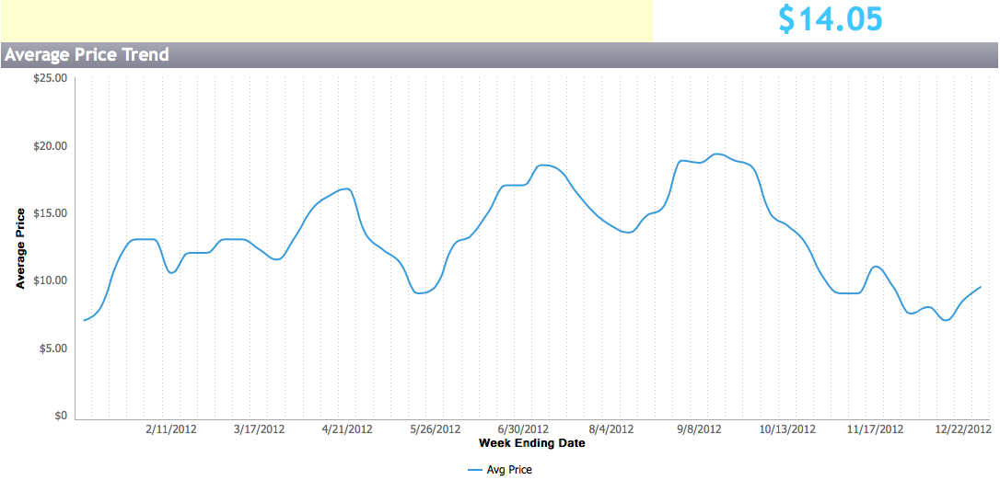 $14.05
Average Price Trend
$25.00
$20.00
$15.00
$10.00
$5.00
$0
Average Price
2/11/2012 3/17/2012 4/21/2012 5/26/2012 6/30/2012 8/4/2012 9/8/2012 10/13/2012 11/17/2012 12/22/2012
Week Ending Date
Avg Price